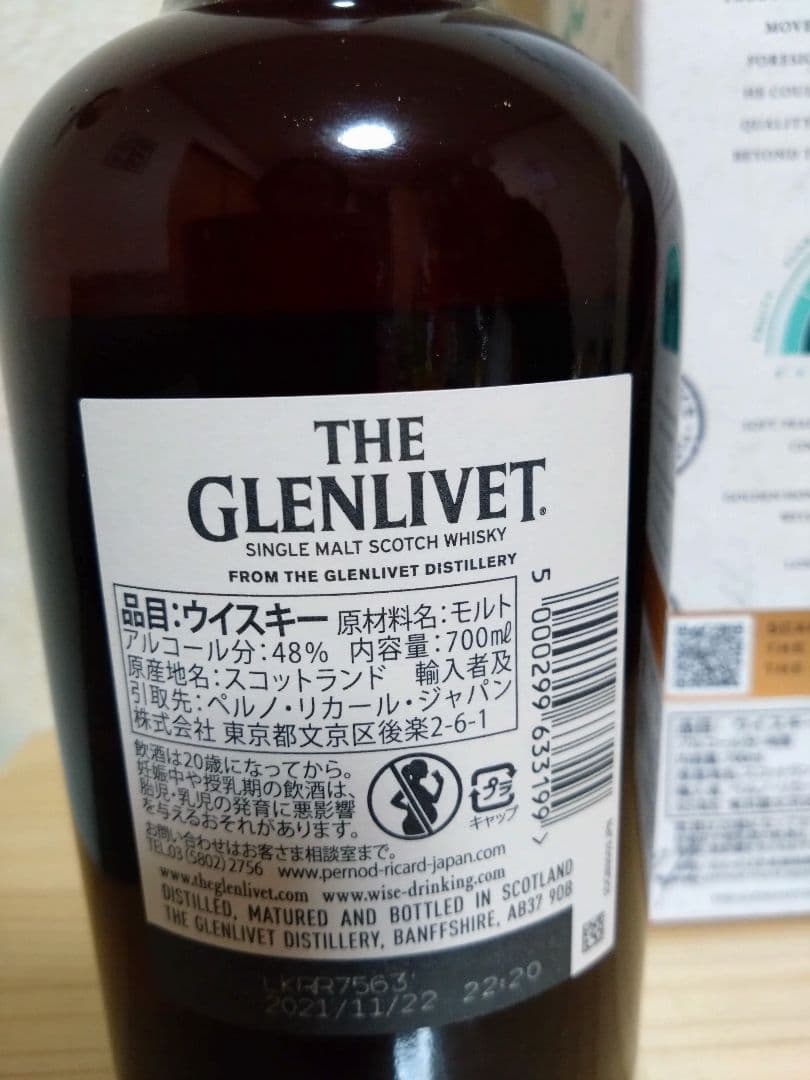 THE
GLENLIVET®
SINGLE MALT SCOTCH WHISKY
FROM THE GLENLIVET DISTILLERY
品目:ウイスキー 原材料名:モルト
アルコール分:48% 内容量:700㎖
原産地名:スコットランド 輸入者及
引取先:ペルノ・リカール・ジャパン
株式会社 東京都文京区後楽2-6-1
飲酒は20歳になってから。
妊娠中や授乳期の飲酒は、
胎児・乳児の発育に悪影響
を与えるおそれがあります。
プラ
キャップ
お問い合わせはお客さま相談室まで。
TEL.03 (5802) 2756 www.pernod-ricard-japan.com
www.theglenlivet.com www.wise-drinking.com
DISTILLED, MATURED AND BOTTLED IN SCOTLAND
THE GLENLIVET DISTILLERY, BANFFSHIRE, AB37 9DB
5 000299 633199 >
LKRR7563
2021/11/22 22:20
MOVE
FORESI
HE COUL
QUALITY
BEYOND